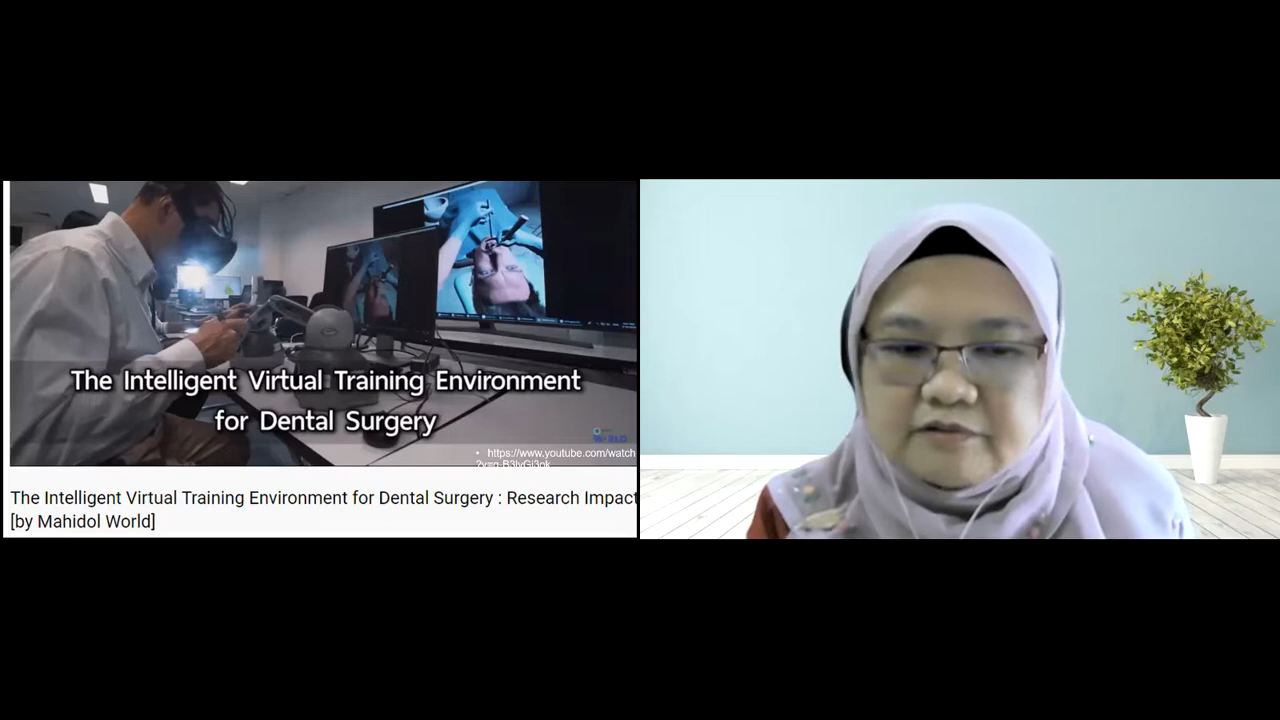 The Intelligent Virtual Training Environment
for Dental Surgery
• https://www.youtube.com/watch
The Intelligent Virtual Training Environment for Dental Surgery : Research Impact
[by Mahidol World]